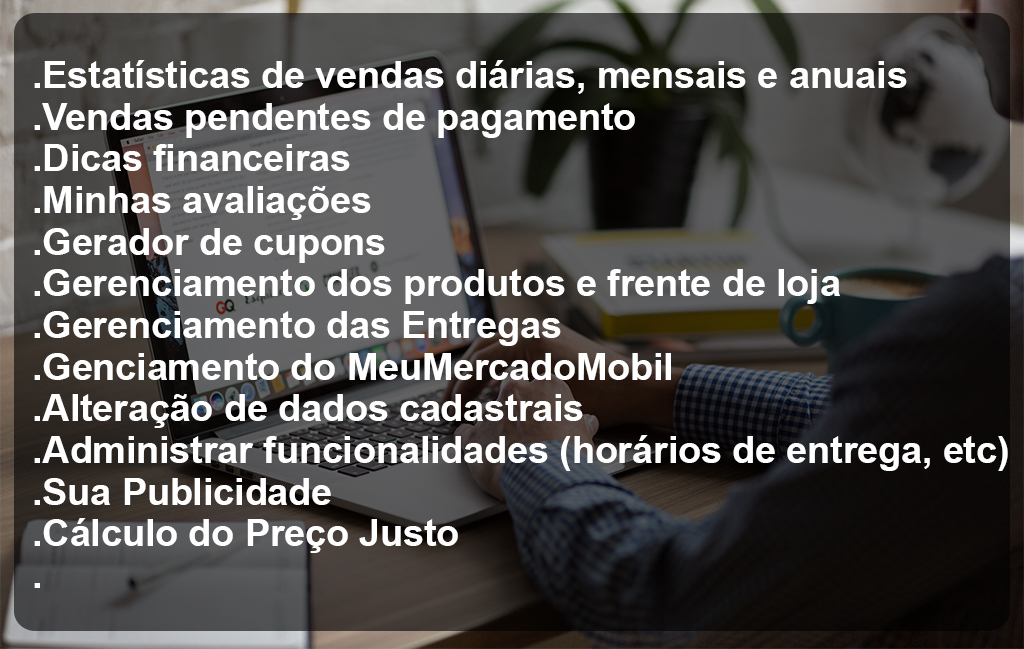 .Estatísticas de vendas diárias, mensais e anuais
.Vendas pendentes de pagamento
.Dicas financeiras
.Minhas avaliações
.Gerador de cupons
.Gerenciamento dos produtos e frente de loja
.Gerenciamento das Entregas
.Genciamento do MeuMercadoMobil
.Alteração de dados cadastrais
.Administrar funcionalidades (horários de entrega, etc)
.Sua Publicidade
.Cálculo do Preço Justo
.
GQ